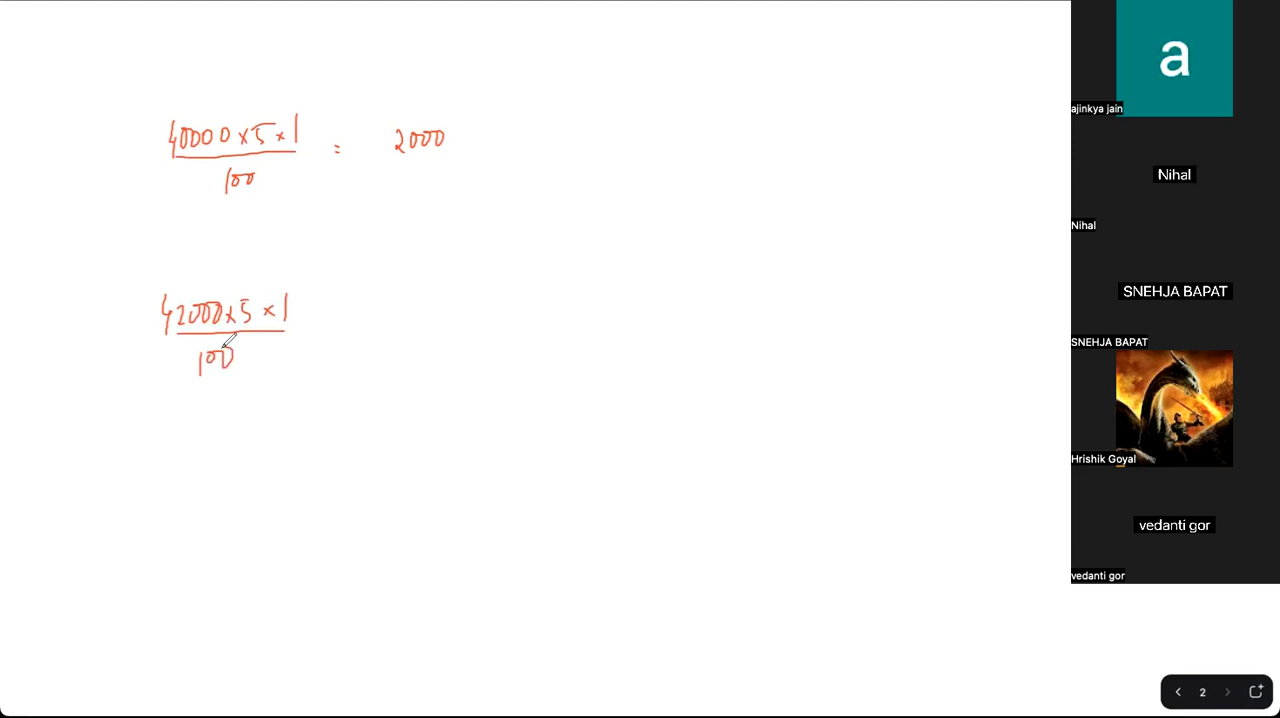 40000 × 5 × 1
100
= 2000
42000 × 5 × 1
100
a
ajinkya jain
Nihal
Nihal
SNEHJA BAPAT
SNEHJA BAPAT
Hrishik Goyal
vedanti gor
vedanti gor
2